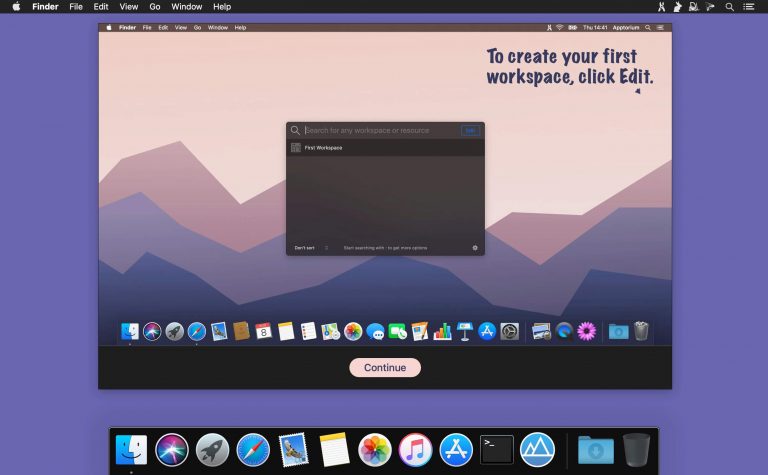 Finder File Edit View Go Window Help
Finder File Edit View Go Window Help Thu 14:41 Apptorium
To create your first
workspace, click Edit.
Search for any workspace or resource
First Workspace
Don't sort Start searching with : to get more options
8
Continue
>_